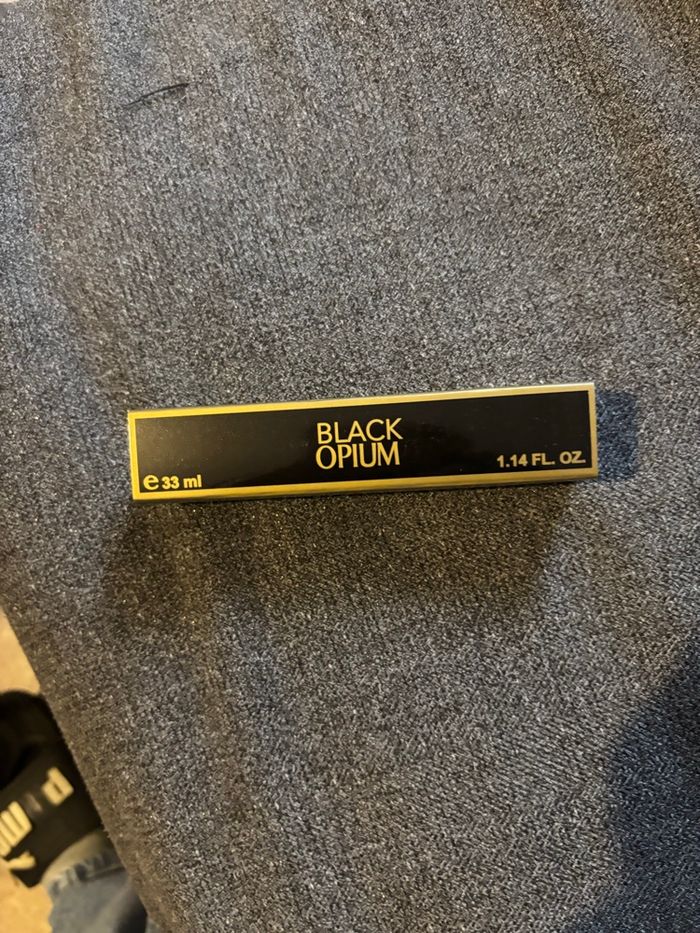 BLACK
OPIUM
e 33 ml
1.14 FL. OZ.